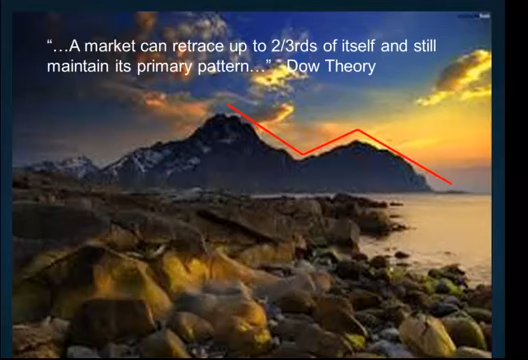 “…A market can retrace up to 2/3rds of itself and still
maintain its primary pattern…” - Dow Theory